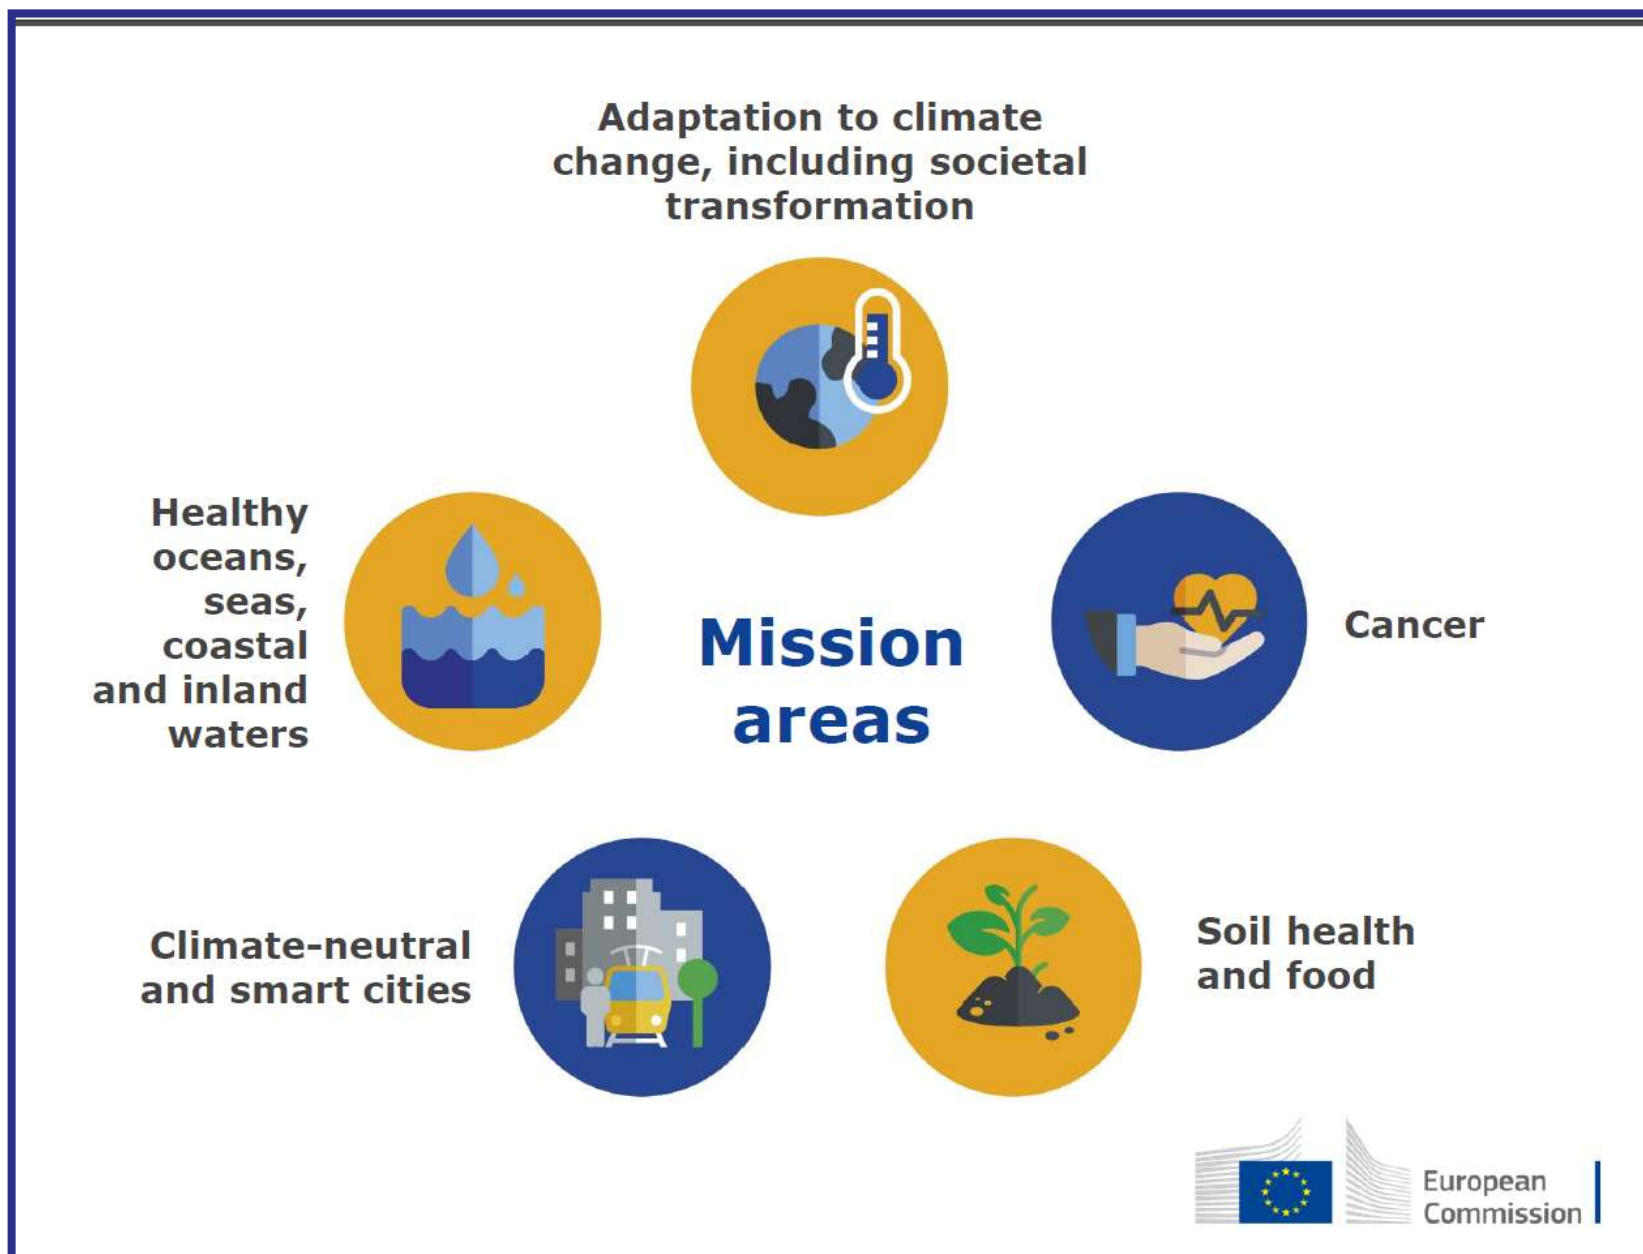 Adaptation to climate
change, including societal
transformation
Healthy
oceans,
seas,
coastal
and inland
waters
Mission
areas
Cancer
Climate-neutral
and smart cities
Soil health
and food
European
Commission